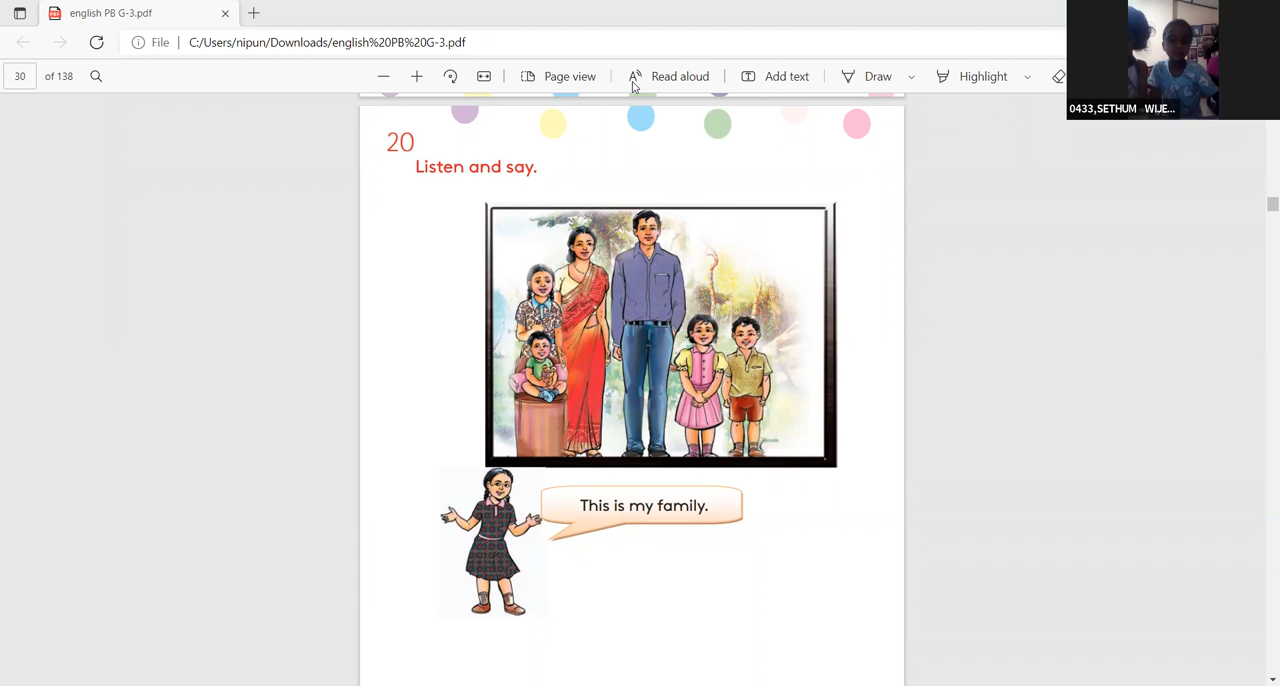 english PB G-3.pdf
File | C:/Users/nipun/Downloads/english%20PB%20G-3.pdf
30 of 138 Page view Read aloud Add text Draw Highlight
0433,SETHUM WIJE...
20
Listen and say.
This is my family.